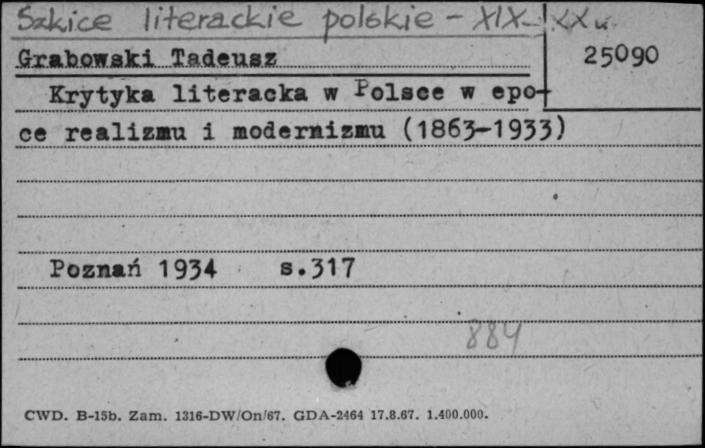 Szkice literackie polskie - XIX-XX w.
Grabowski Tadeusz
25090
Krytyka literacka w Polsce w epo-
ce realizmu i modernizmu (1863-1933)
Poznań 1934 s.317
884
CWD. B-15b. Zam. 1316-DW/On/67. GDA-2464 17.8.67. 1.400.000.